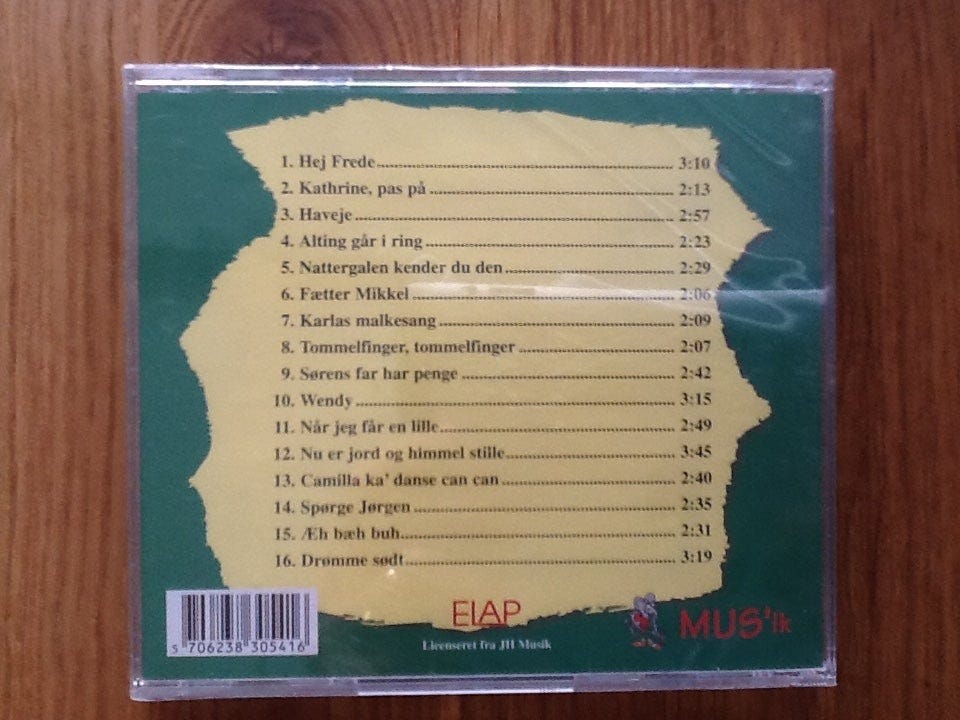 1. Hej Frede 3:10
2. Kathrine, pas på 2:13
3. Haveje 2:57
4. Alting går i ring 2:23
5. Nattergalen kender du den 2:29
6. Fætter Mikkel 2:06
7. Karlas malkesang 2:09
8. Tommelfinger, tommelfinger 2:07
9. Sørens far har penge 2:42
10. Wendy 3:15
11. Når jeg får en lille 2:49
12. Nu er jord og himmel stille 3:45
13. Camilla ka' danse can can 2:40
14. Spørge Jørgen 2:35
15. Æh bæh buh 2:31
16. Drømme sødt 3:19
5 706238 305416
ELAP
Licenseret fra JH Musik
MUS'ik